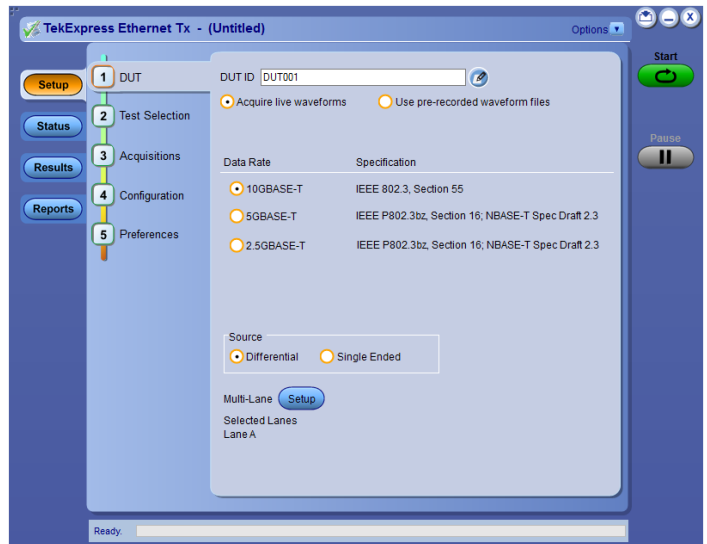 TekExpress Ethernet Tx - (Untitled)
Options
Start
Pause
Setup
Status
Results
Reports
1 DUT
2 Test Selection
3 Acquisitions
4 Configuration
5 Preferences
DUT ID DUT001
Acquire live waveforms Use pre-recorded waveform files
Data Rate Specification
10GBASE-T IEEE 802.3, Section 55
5GBASE-T IEEE P802.3bz, Section 16; NBASE-T Spec Draft 2.3
2.5GBASE-T IEEE P802.3bz, Section 16; NBASE-T Spec Draft 2.3
Source
Differential Single Ended
Multi-Lane Setup
Selected Lanes
Lane A
Ready.